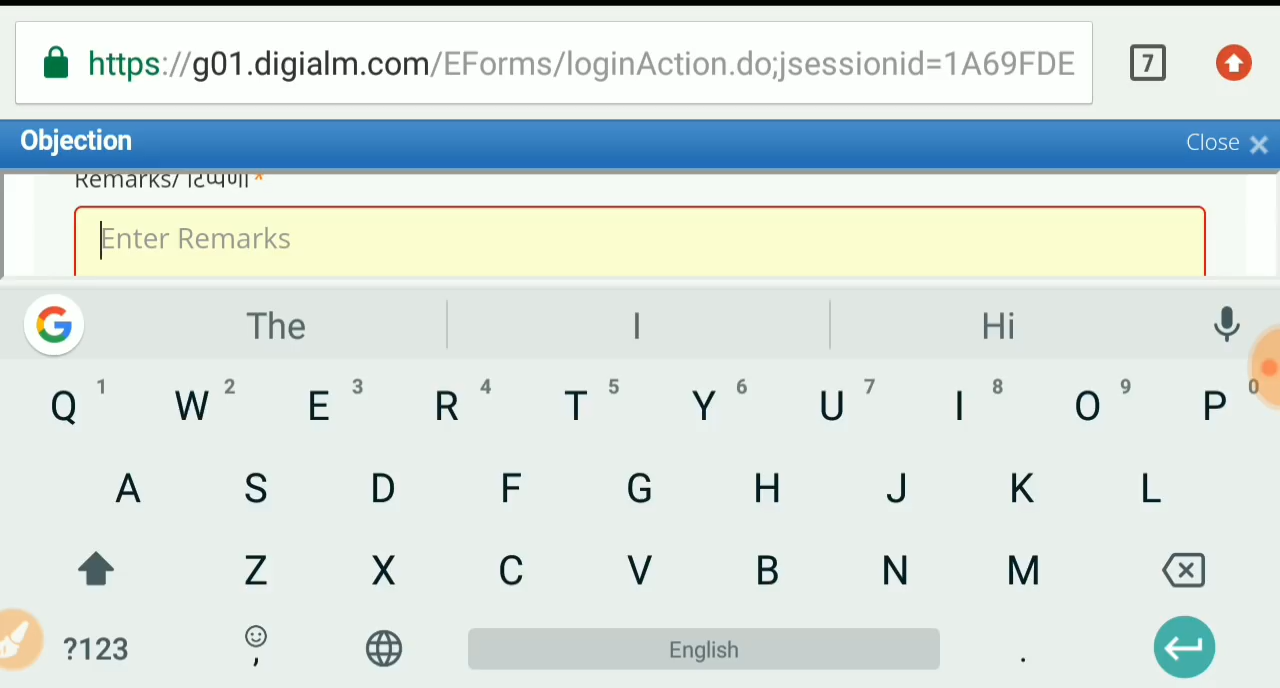 https://g01.digialm.com/EForms/loginAction.do;jsessionid=1A69FDE 7
Objection Close ×
Remarks/ टिप्पणी *
Enter Remarks
The I Hi
Q 1 W 2 E 3 R 4 T 5 Y 6 U 7 I 8 O 9 P 0
A S D F G H J K L
Z X C V B N M
?123 , English .